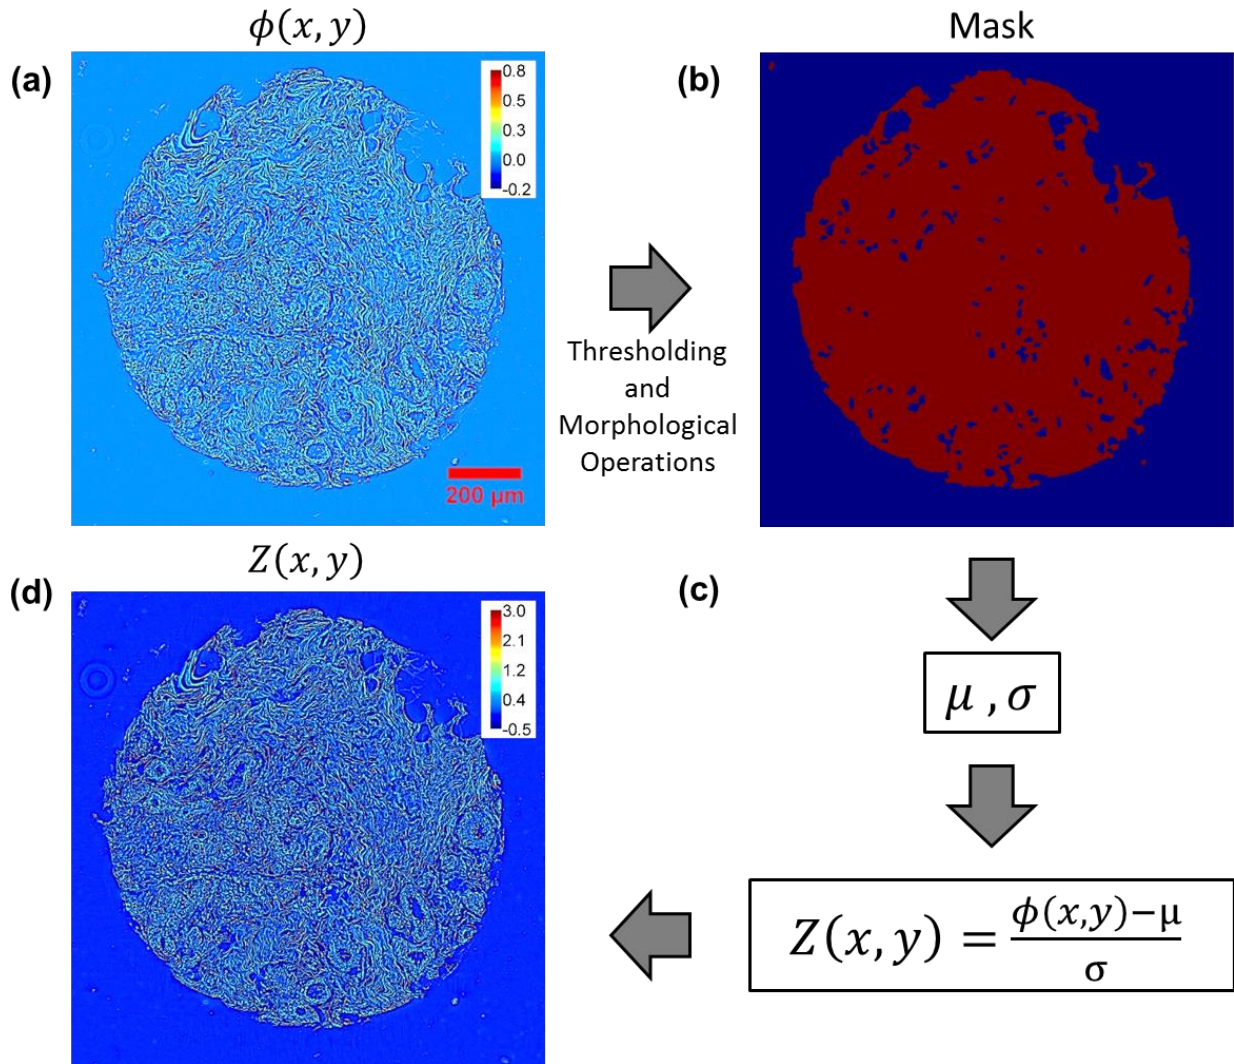 ϕ(x, y)
Mask
(a)
0.8
0.5
0.3
0.0
-0.2
200 μm
Thresholding
and
Morphological
Operations
(b)
Z(x, y)
(d)
3.0
2.1
1.2
0.4
-0.5
(c)
μ , σ
Z(x, y) = ϕ(x,y)−μ / σ